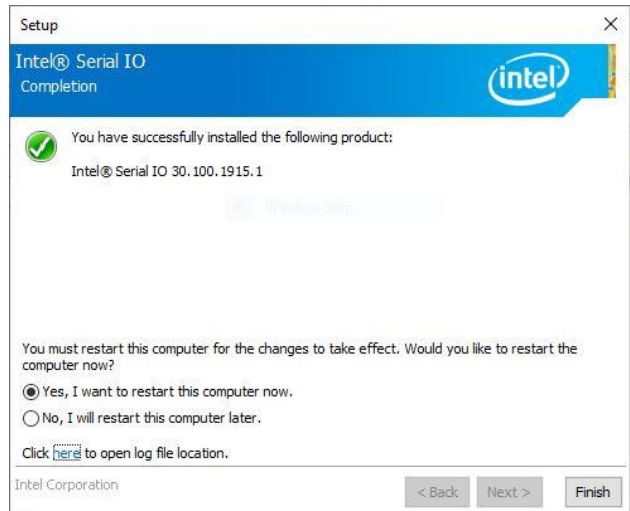 Setup
Intel® Serial IO
Completion
intel
You have successfully installed the following product:
Intel® Serial IO 30.100.1915.1
Window Snip
You must restart this computer for the changes to take effect. Would you like to restart the
computer now?
Yes, I want to restart this computer now.
No, I will restart this computer later.
Click here to open log file location.
Intel Corporation
< Back
Next >
Finish